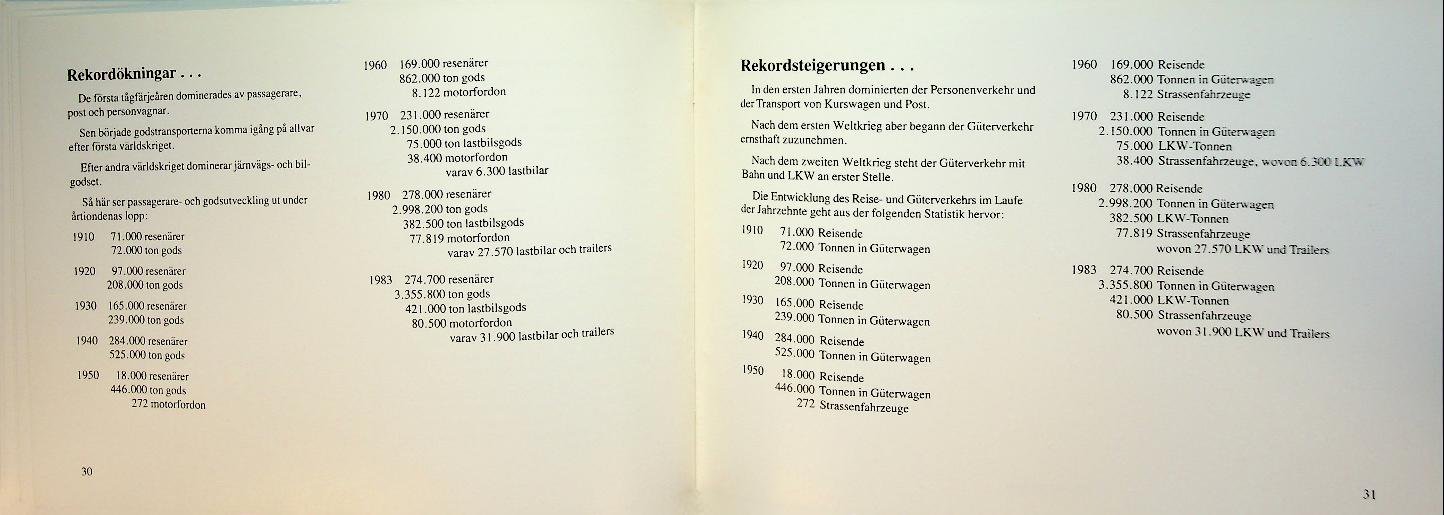 Rekordökningar . . .
De första tågfärjeåren dominerades av passagerare,
post och personvagnar.
Sen började godstransporterna komma igång på allvar
efter första världskriget.
Efter andra världskriget dominerar järnvägs- och bil-
godset.
Så här ser passagerare- och godsutveckling ut under
årtiondenas lopp:
1910 71.000 resenärer
72.000 ton gods
1920 97.000 resenärer
208.000 ton gods
1930 165.000 resenärer
239.000 ton gods
1940 284.000 resenärer
525.000 ton gods
1950 18.000 resenärer
446.000 ton gods
272 motorfordon
30
1960 169.000 resenärer
862.000 ton gods
8.122 motorfordon
1970 231.000 resenärer
2.150.000 ton gods
75.000 ton lastbilsgods
38.400 motorfordon
varav 6.300 lastbilar
1980 278.000 resenärer
2.998.200 ton gods
382.500 ton lastbilsgods
77.819 motorfordon
varav 27.570 lastbilar och trailers
1983 274.700 resenärer
3.355.800 ton gods
421.000 ton lastbilsgods
80.500 motorfordon
varav 31.900 lastbilar och trailers
Rekordsteigerungen . . .
In den ersten Jahren dominierten der Personenverkehr und
der Transport von Kurswagen und Post.
Nach dem ersten Weltkrieg aber begann der Güterverkehr
ernsthaft zuzunehmen.
Nach dem zweiten Weltkrieg steht der Güterverkehr mit
Bahn und LKW an erster Stelle.
Die Entwicklung des Reise- und Güterverkehrs im Laufe
der Jahrzehnte geht aus der folgenden Statistik hervor:
1910 71.000 Reisende
72.000 Tonnen in Güterwagen
1920 97.000 Reisende
208.000 Tonnen in Güterwagen
1930 165.000 Reisende
239.000 Tonnen in Güterwagen
1940 284.000 Reisende
525.000 Tonnen in Güterwagen
1950 18.000 Reisende
446.000 Tonnen in Güterwagen
272 Strassenfahrzeuge
1960 169.000 Reisende
862.000 Tonnen in Güterwagen
8.122 Strassenfahrzeuge
1970 231.000 Reisende
2.150.000 Tonnen in Güterwagen
75.000 LKW-Tonnen
38.400 Strassenfahrzeuge, wovon 6.300 LKW
1980 278.000 Reisende
2.998.200 Tonnen in Güterwagen
382.500 LKW-Tonnen
77.819 Strassenfahrzeuge
wovon 27.570 LKW und Trailers
1983 274.700 Reisende
3.355.800 Tonnen in Güterwagen
421.000 LKW-Tonnen
80.500 Strassenfahrzeuge
wovon 31.900 LKW und Trailers
31